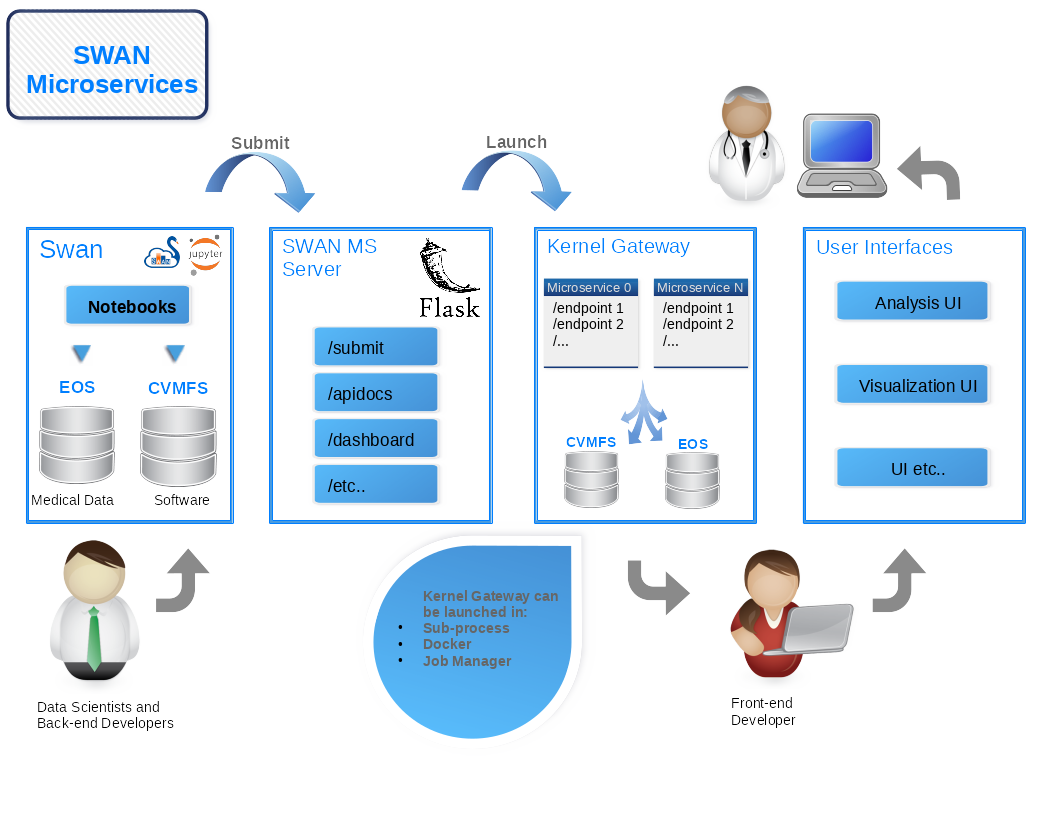 SWAN
Microservices
Submit
Launch
Swan
SWAN
jupyter
Notebooks
EOS
CVMFS
Medical Data
Software
SWAN MS
Server
Flask
/submit
/apidocs
/dashboard
/etc..
Kernel Gateway
Microservice 0
/endpoint 1
/endpoint 2
/...
Microservice N
/endpoint 1
/endpoint 2
/...
CVMFS
EOS
User Interfaces
Analysis UI
Visualization UI
UI etc..
Data Scientists and
Back-end Developers
Kernel Gateway can
be launched in:
• Sub-process
• Docker
• Job Manager
Front-end
Developer